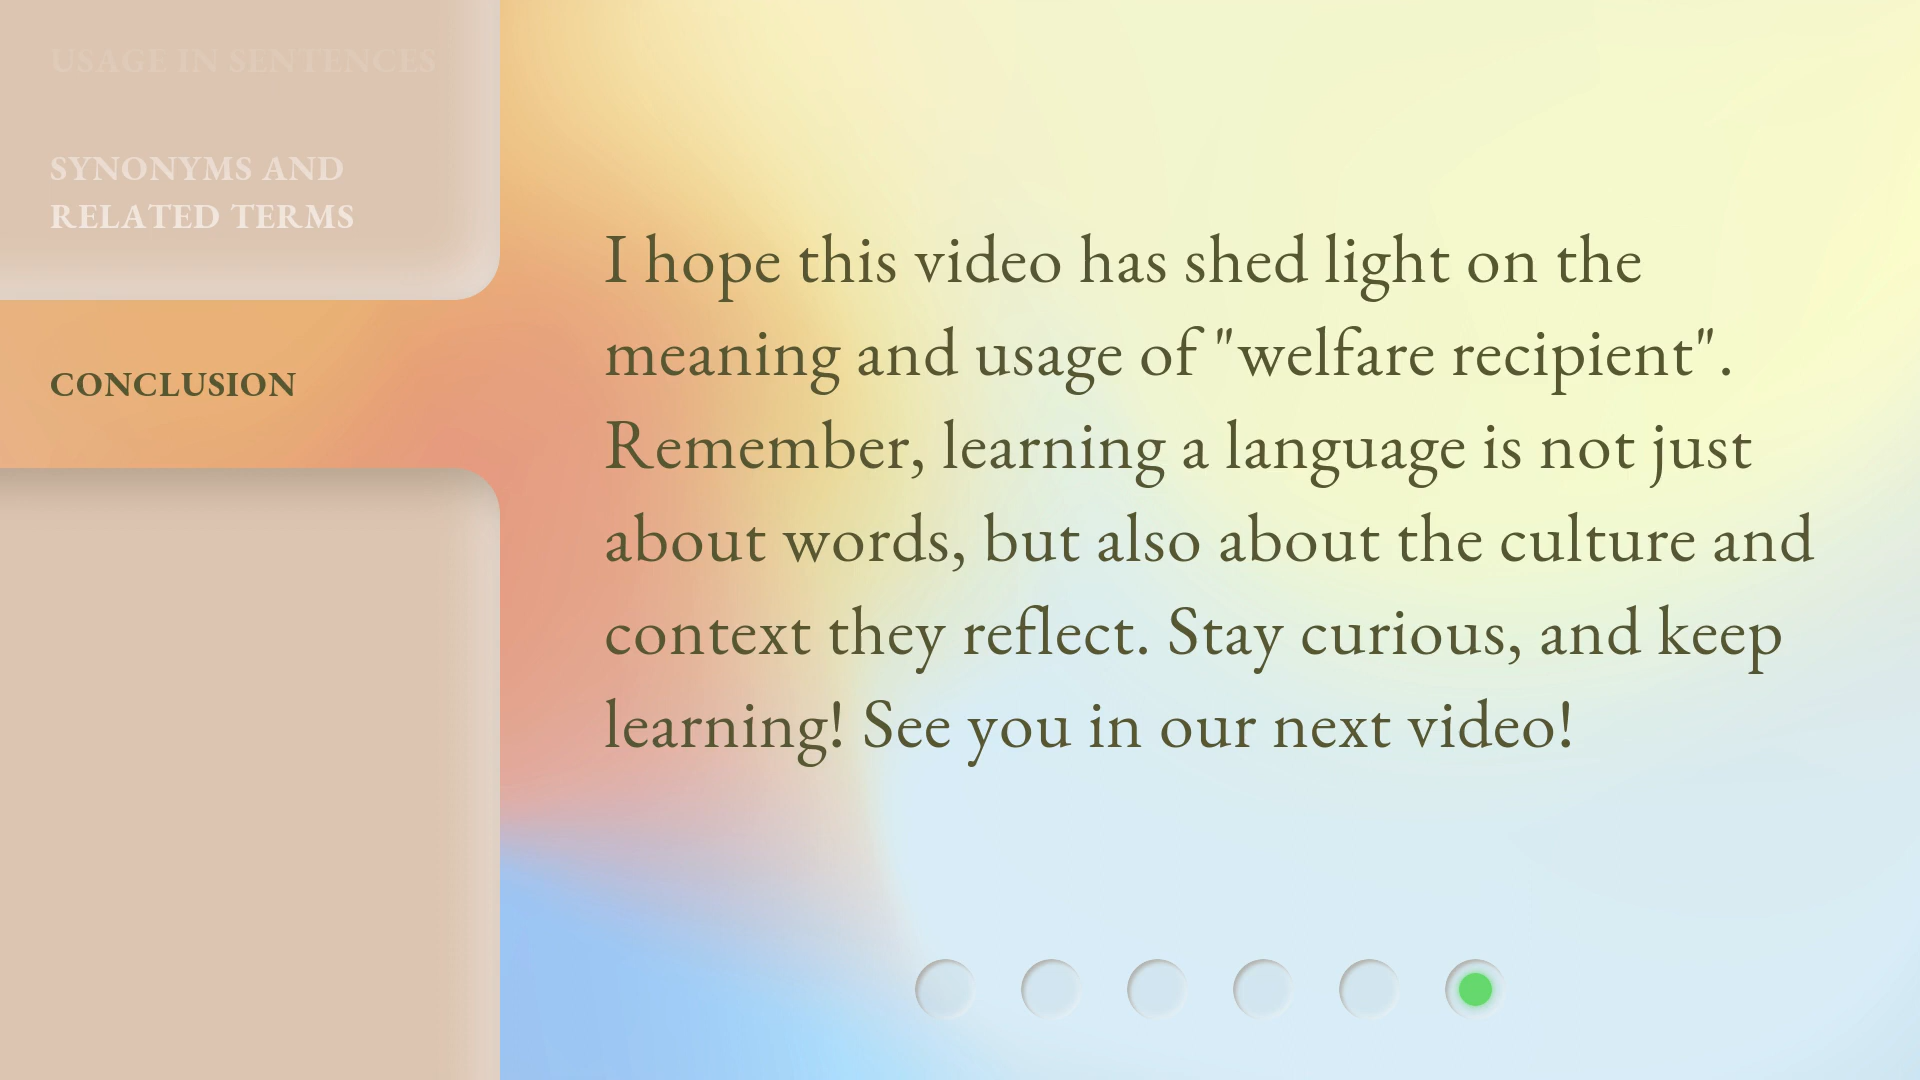 USAGE IN SENTENCES
SYNONYMS AND
RELATED TERMS
CONCLUSION
I hope this video has shed light on the
meaning and usage of "welfare recipient".
Remember, learning a language is not just
about words, but also about the culture and
context they reflect. Stay curious, and keep
learning! See you in our next video!